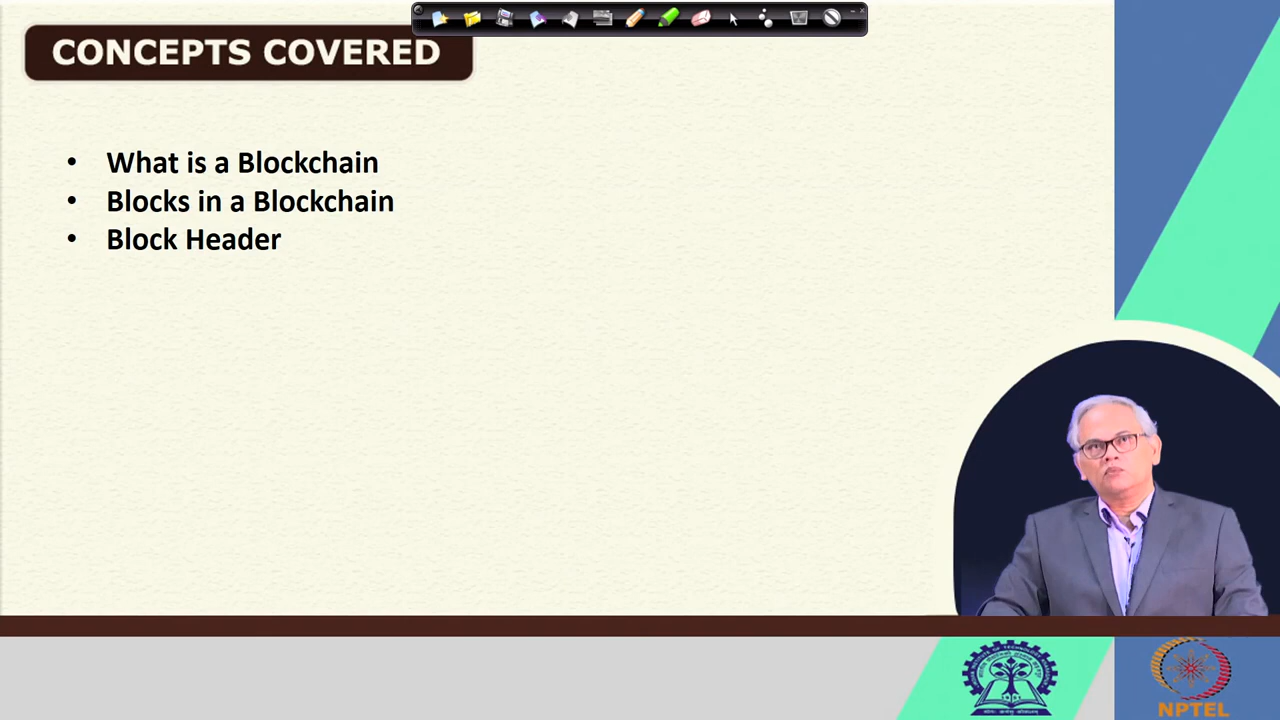 CONCEPTS COVERED
• What is a Blockchain
• Blocks in a Blockchain
• Block Header
NPTEL